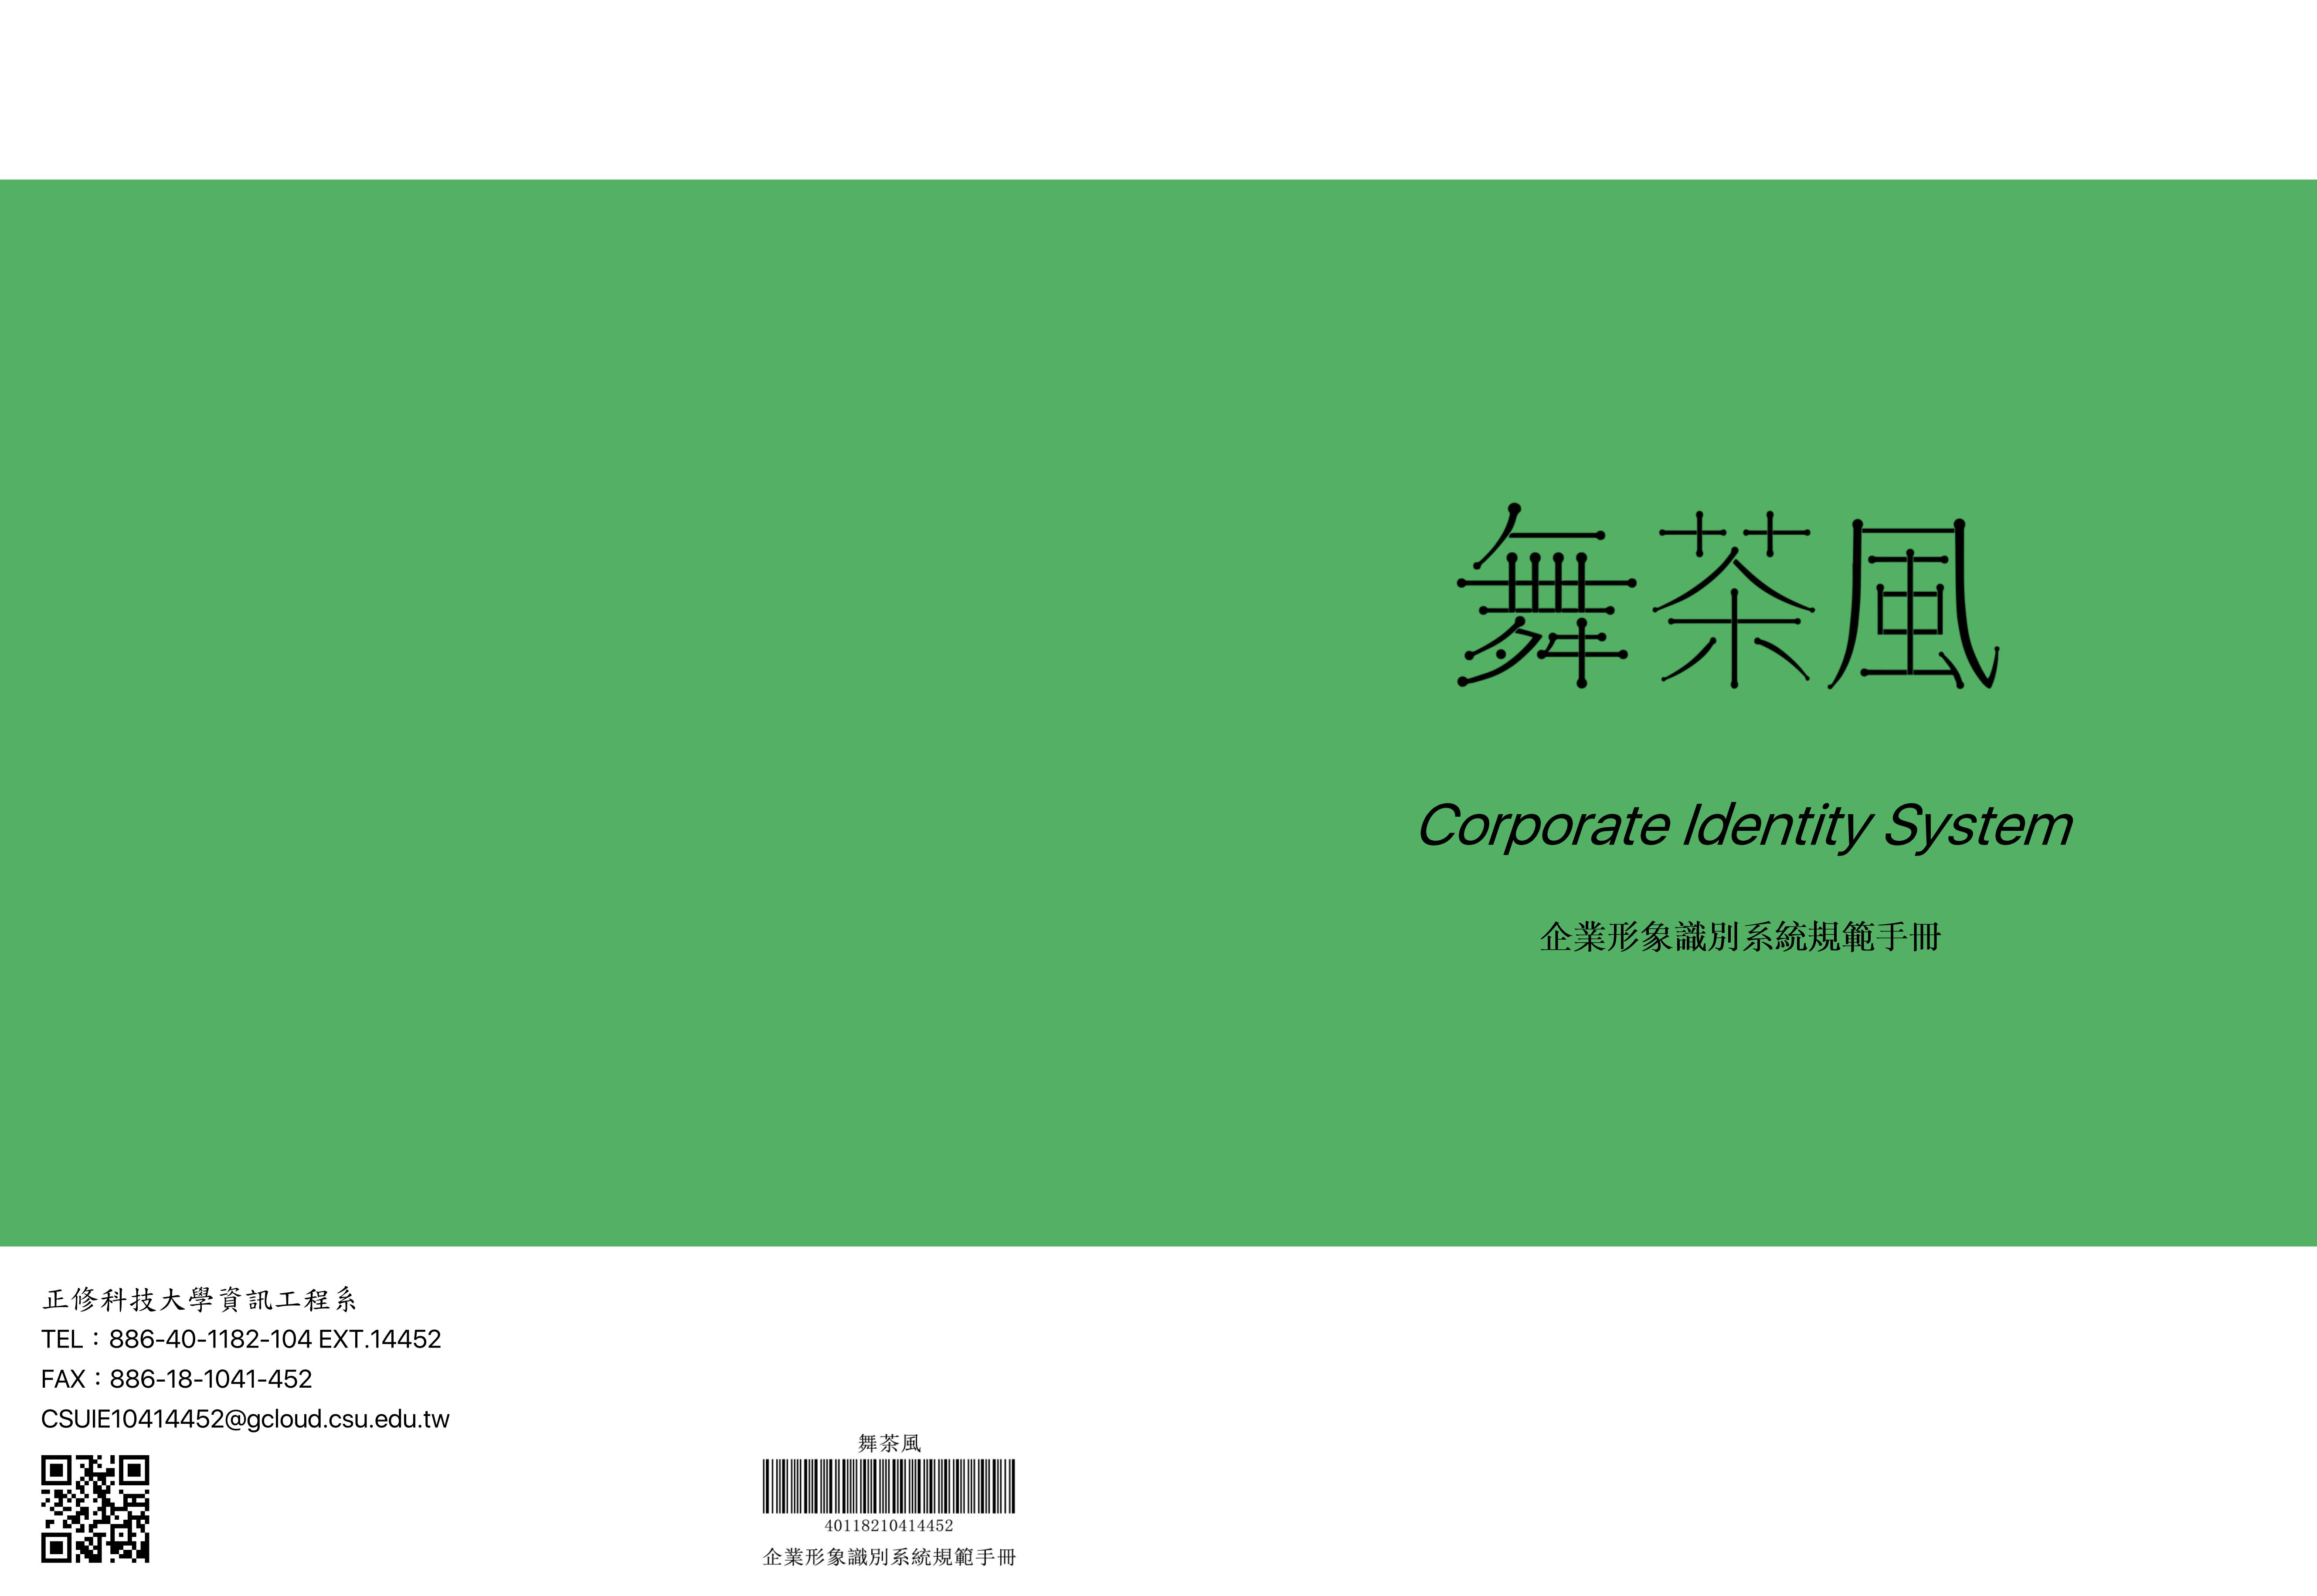 舞茶風
Corporate Identity System
企業形象識別系統規範手冊
正修科技大學資訊工程系
TEL：886-40-1182-104 EXT.14452
FAX：886-18-1041-452
CSUIE10414452@gcloud.csu.edu.tw
舞茶風
40118210414452
企業形象識別系統規範手冊